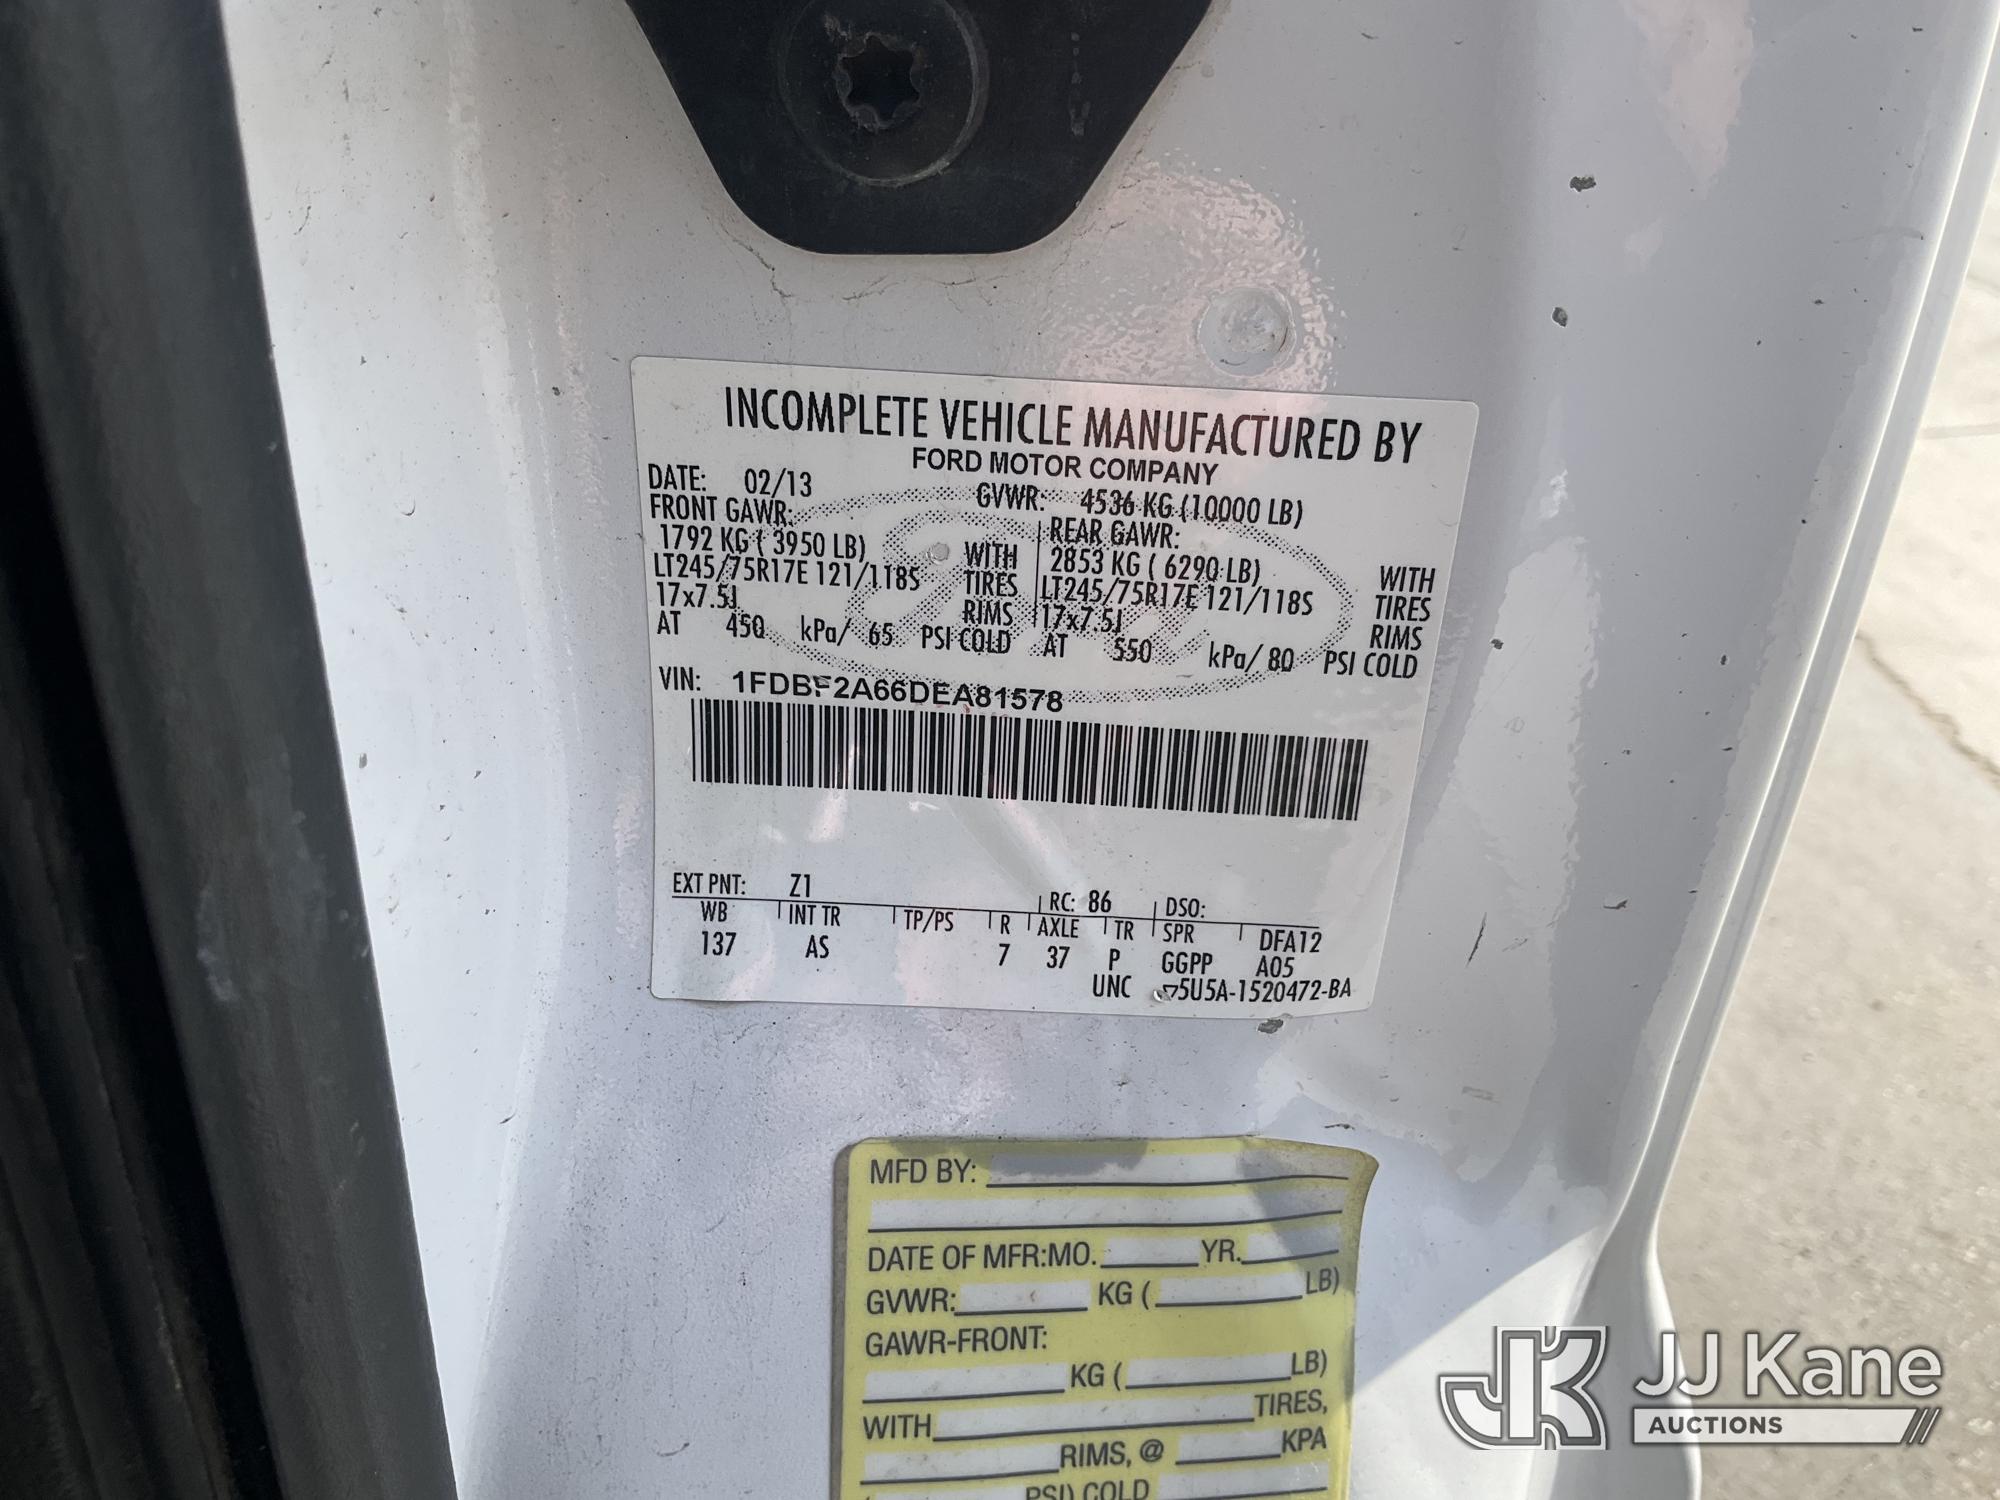 INCOMPLETE VEHICLE MANUFACTURED BY
FORD MOTOR COMPANY
DATE: 02/13 GVWR: 4536 KG (10000 LB)
FRONT GAWR: REAR GAWR:
1792 KG ( 3950 LB) WITH 2853 KG ( 6290 LB) WITH
LT245/75R17E 121/118S TIRES LT245/75R17E 121/118S TIRES
17x7.5J RIMS 17x7.5J RIMS
AT 450 kPa/ 65 PSI COLD AT 550 kPa/ 80 PSI COLD
VIN: 1FDBF2A66DEA81578
EXT PNT: Z1 RC: 86 DSO:
WB INT TR TP/PS R AXLE TR SPR DFA12
137 AS 7 37 P GGPP A05
UNC ▽5U5A-1520472-BA
MFD BY:
DATE OF MFR:MO. YR.
GVWR: KG ( LB)
GAWR-FRONT:
KG ( LB)
WITH TIRES,
RIMS, @ KPA
( PSI) COLD
JK JJ Kane
AUCTIONS